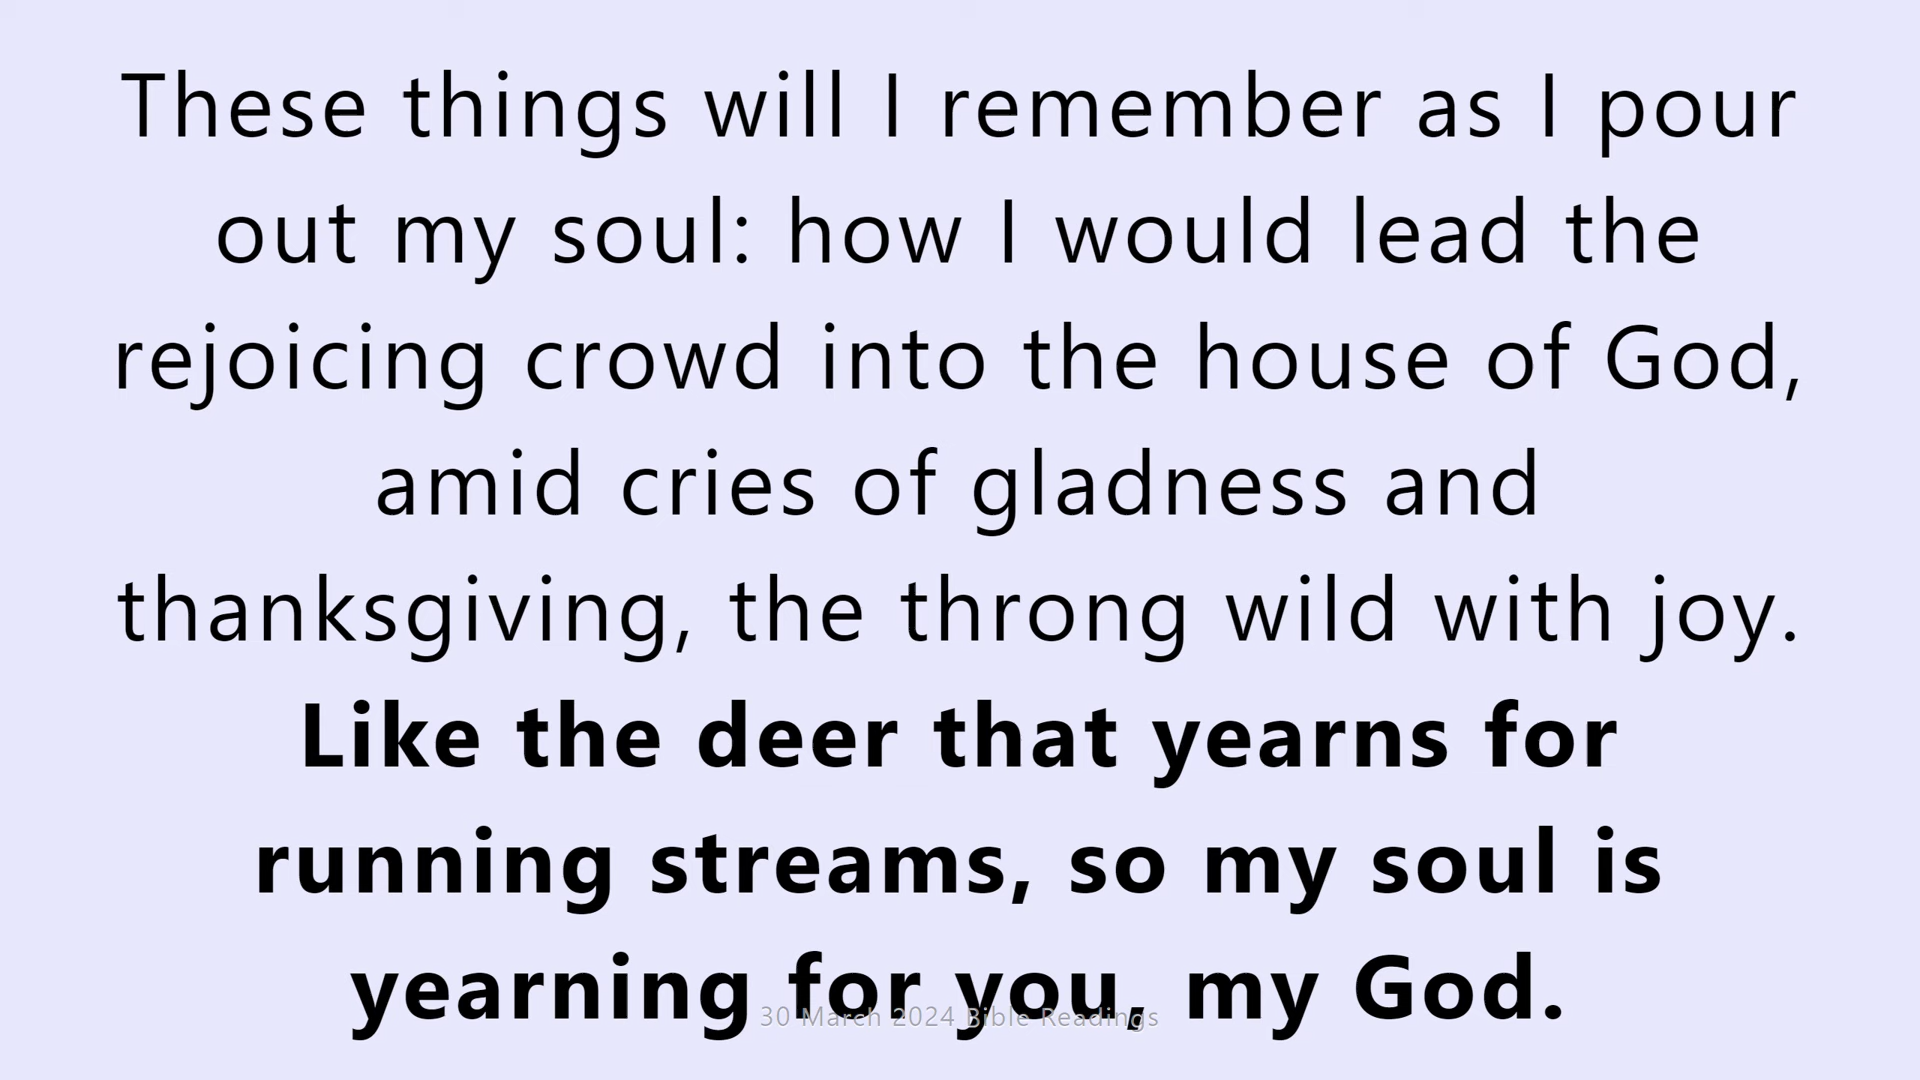 These things will I remember as I pour
out my soul: how I would lead the
rejoicing crowd into the house of God,
amid cries of gladness and
thanksgiving, the throng wild with joy.
Like the deer that yearns for
running streams, so my soul is
yearning for you, my God.
30 March 2024 Bible Readings